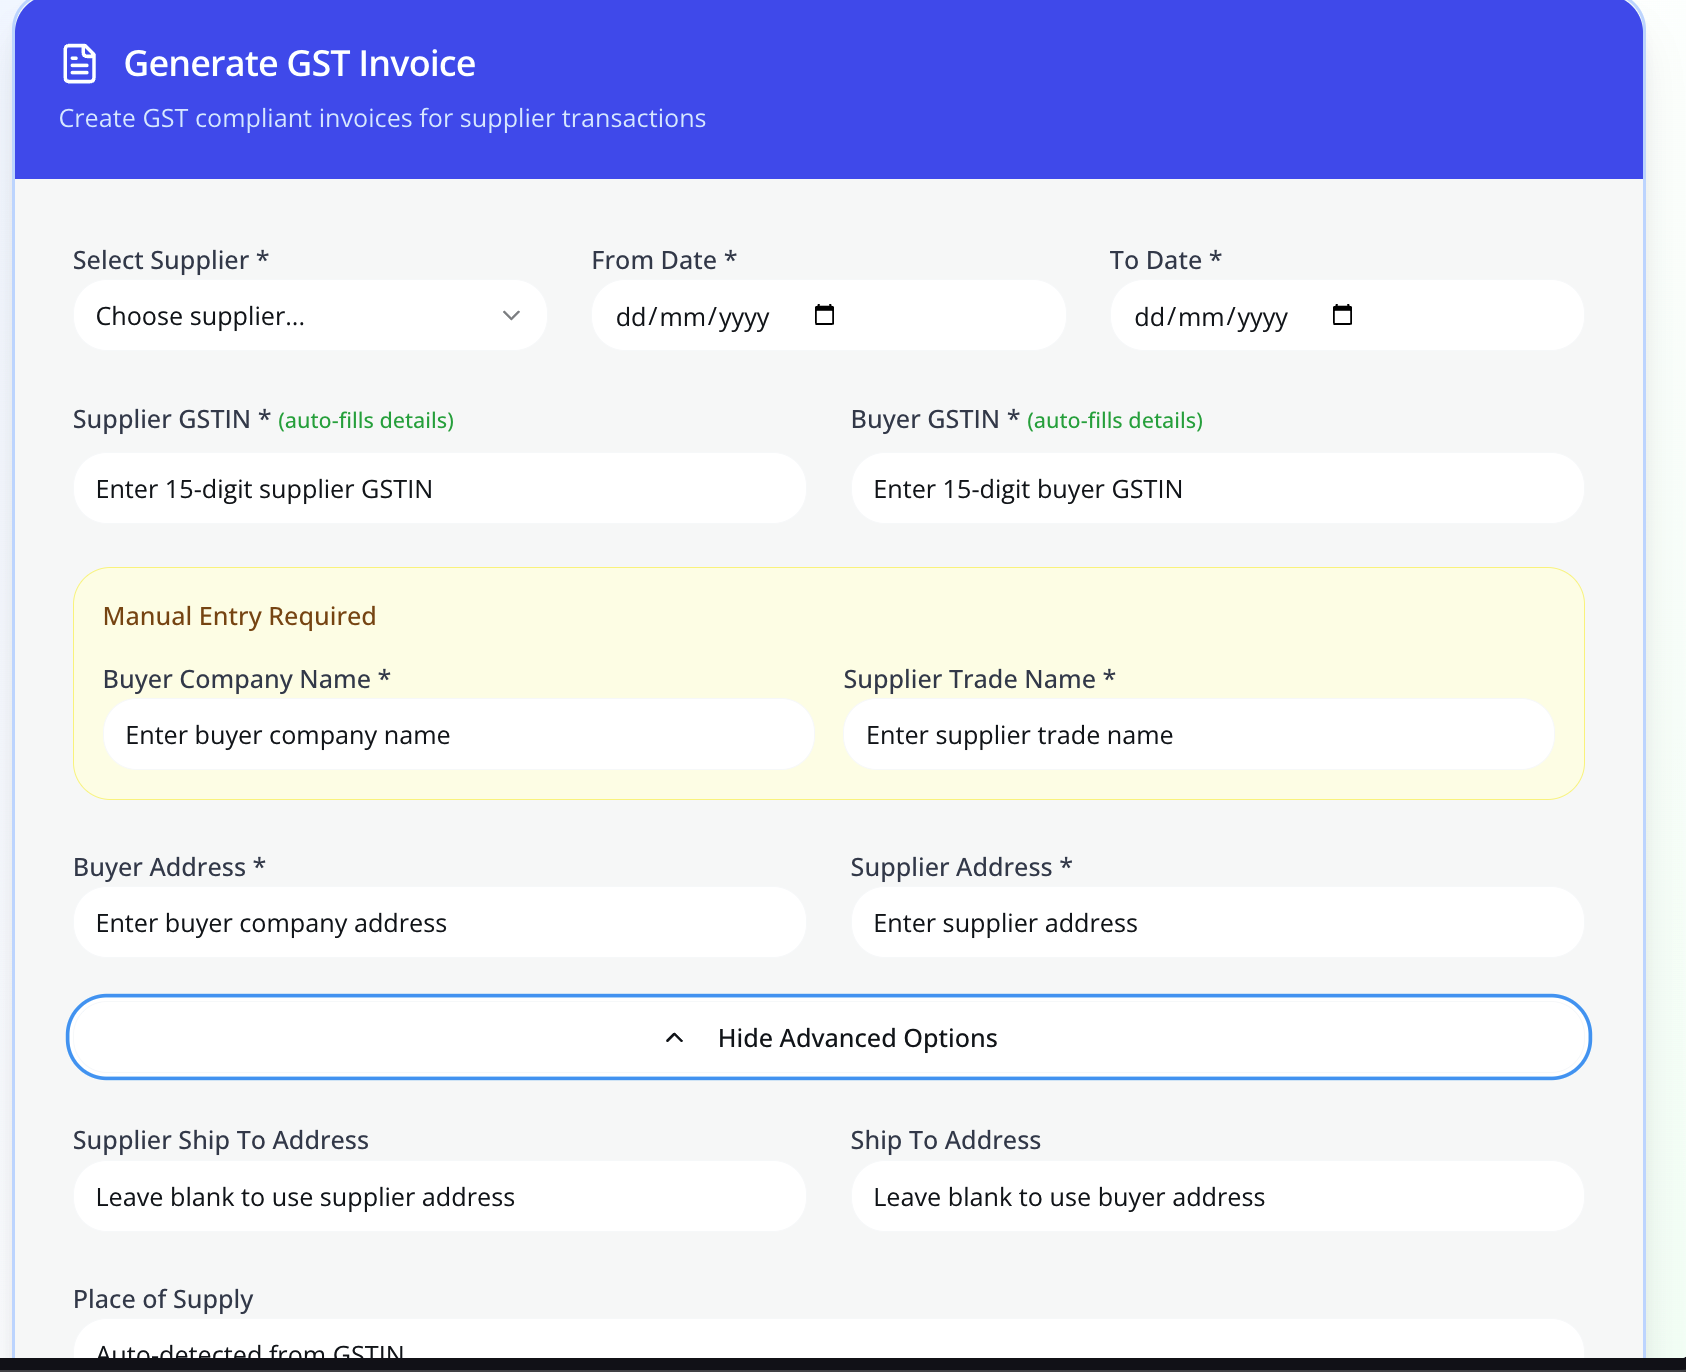 Generate GST Invoice
Create GST compliant invoices for supplier transactions
Select Supplier *
From Date *
To Date *
Choose supplier...
dd/mm/yyyy
dd/mm/yyyy
Supplier GSTIN * (auto-fills details)
Buyer GSTIN * (auto-fills details)
Enter 15-digit supplier GSTIN
Enter 15-digit buyer GSTIN
Manual Entry Required
Buyer Company Name *
Supplier Trade Name *
Enter buyer company name
Enter supplier trade name
Buyer Address *
Supplier Address *
Enter buyer company address
Enter supplier address
Hide Advanced Options
Supplier Ship To Address
Ship To Address
Leave blank to use supplier address
Leave blank to use buyer address
Place of Supply
Auto-detected from GSTIN